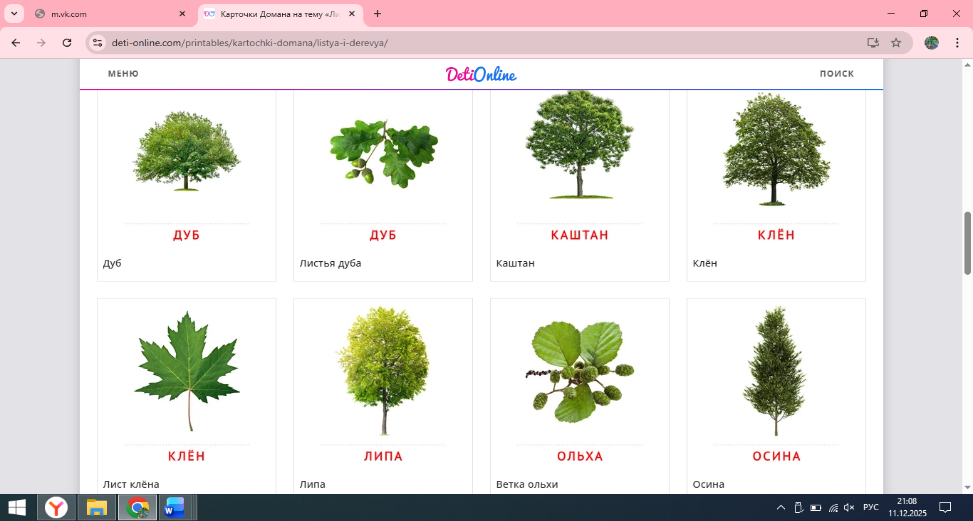 m.vk.com
Карточки Домана на тему «Ли
deti-online.com/printables/kartochki-domana/listya-i-derevya/
МЕНЮ
DetiOnline
ПОИСК
ДУБ
ДУБ
КАШТАН
КЛЁН
Дуб
Листья дуба
Каштан
Клён
КЛЁН
ЛИПА
ОЛЬХА
ОСИНА
Лист клёна
Липа
Ветка ольхи
Осина
РУС
21:08
11.12.2025